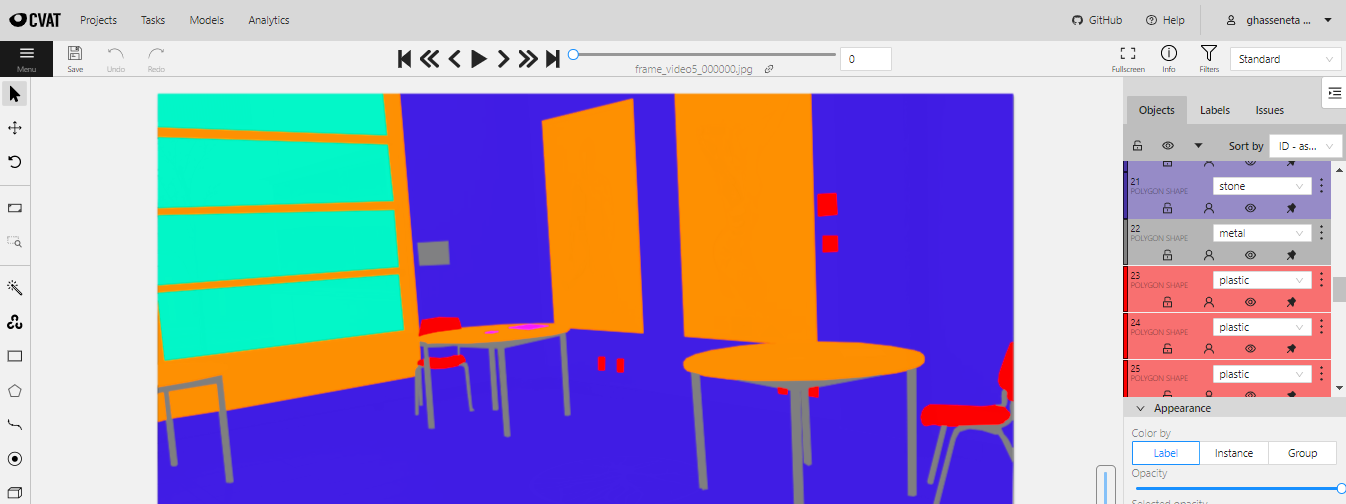 CVAT Projects Tasks Models Analytics GitHub Help ghasseneta ...
Menu Save Undo Redo frame_video5_000000.jpg 0 Fullscreen Info Filters Standard
Objects Labels Issues
Sort by ID - as...
21 stone
POLYGON SHAPE
22 metal
POLYGON SHAPE
23 plastic
POLYGON SHAPE
24 plastic
POLYGON SHAPE
25 plastic
POLYGON SHAPE
Appearance
Color by
Label Instance Group
Opacity
Selected opacity